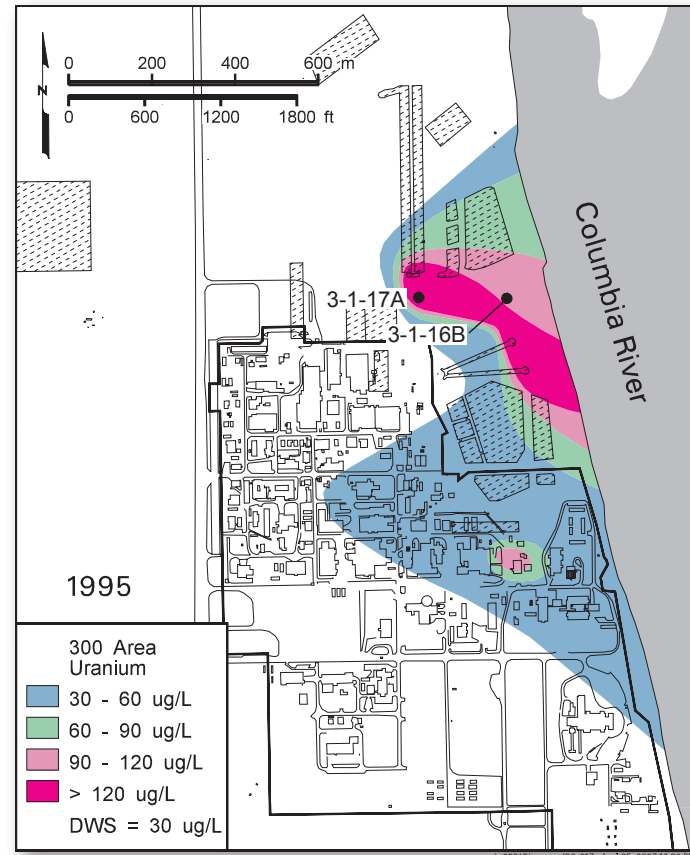 0 200 400 600 m
N
0 600 1200 1800 ft
Columbia River
3-1-17A
3-1-16B
1995
300 Area
Uranium
30 - 60 ug/L
60 - 90 ug/L
90 - 120 ug/L
> 120 ug/L
DWS = 30 ug/L